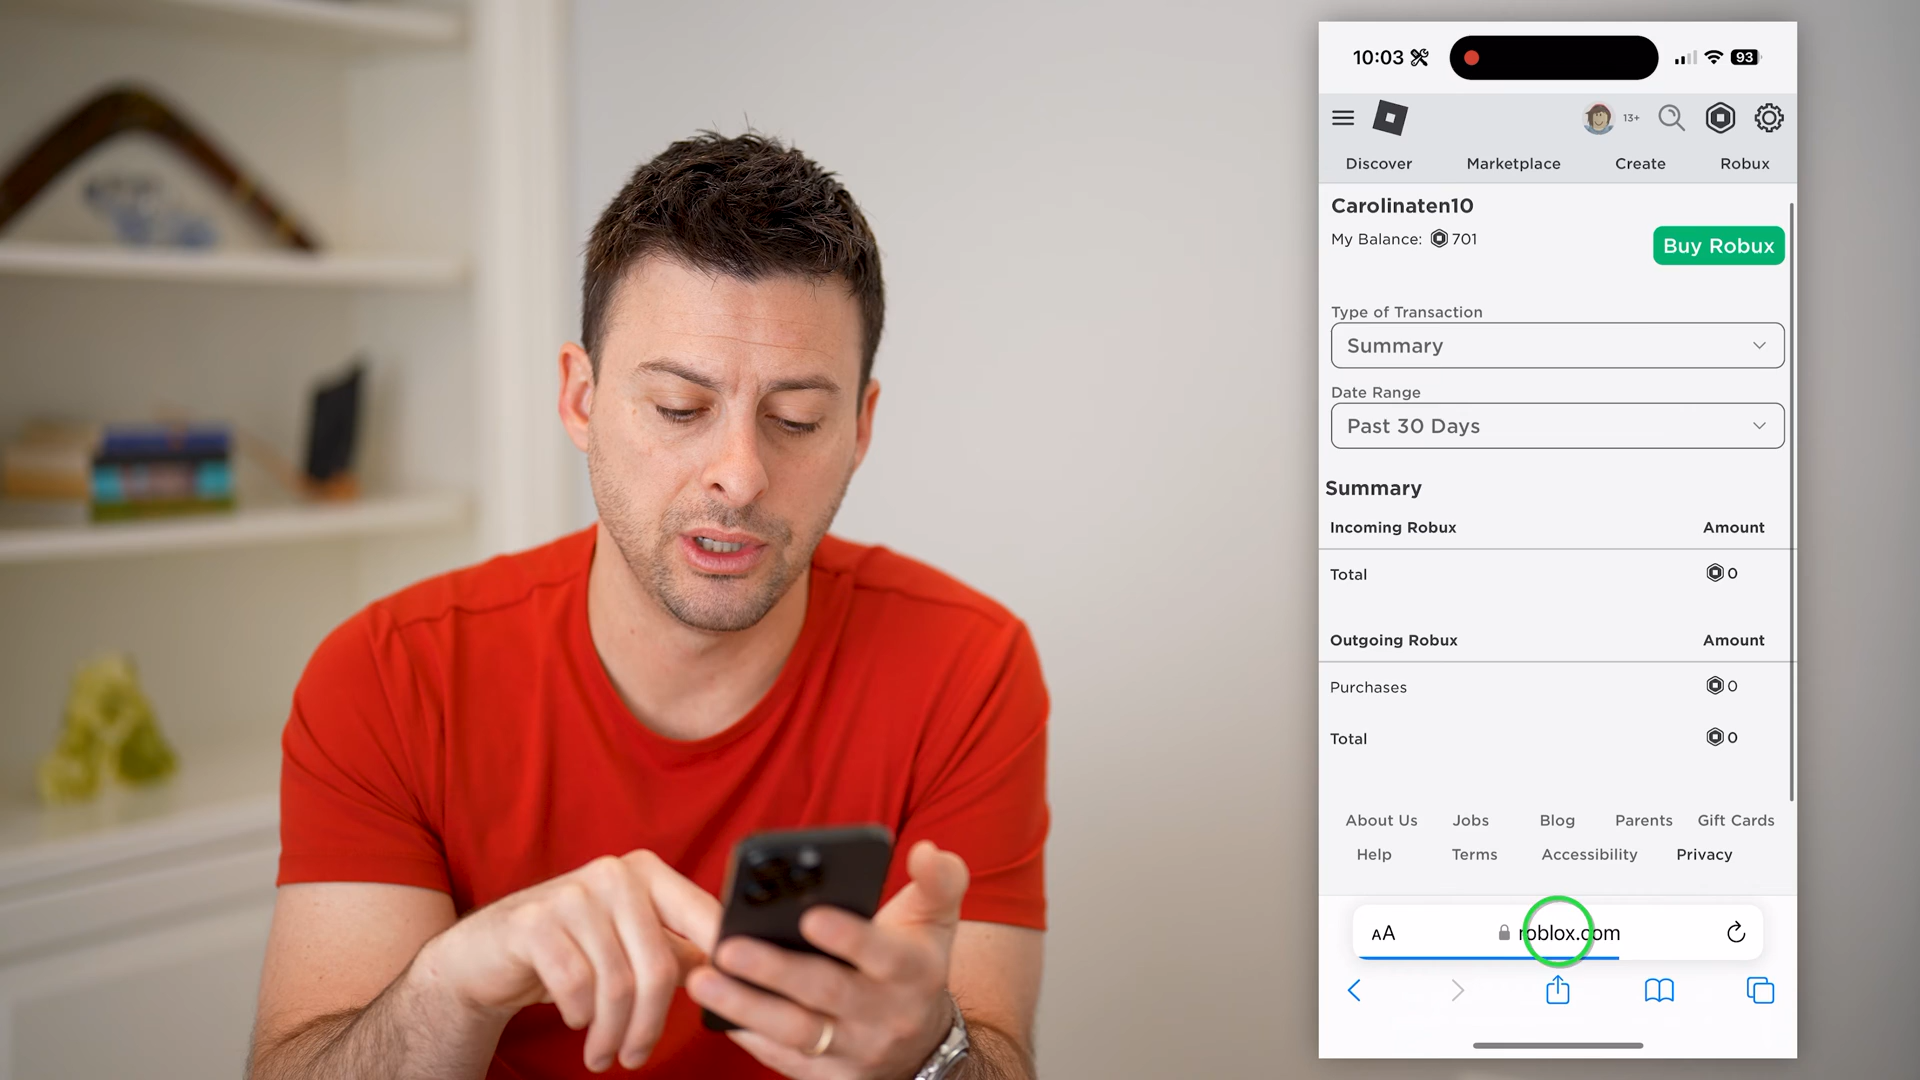 10:03
93
13+
Discover Marketplace Create Robux
Carolinaten10
My Balance: 701
Buy Robux
Type of Transaction
Summary
Date Range
Past 30 Days
Summary
Incoming Robux Amount
Total 0
Outgoing Robux Amount
Purchases 0
Total 0
About Us Jobs Blog Parents Gift Cards
Help Terms Accessibility Privacy
AA roblox.com